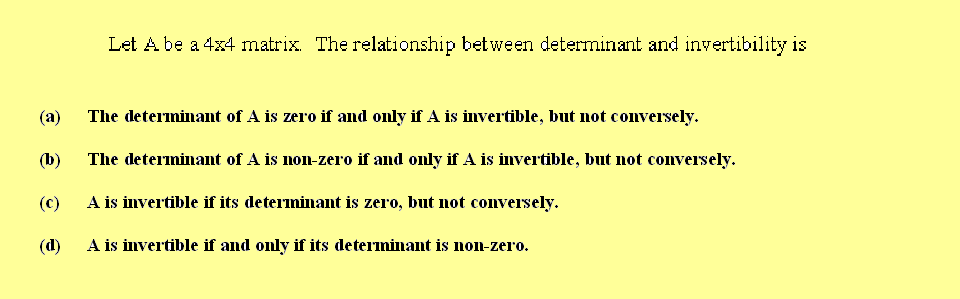 Let A be a 4x4 matrix. The relationship between determinant and invertibility is
(a) The determinant of A is zero if and only if A is invertible, but not conversely.
(b) The determinant of A is non-zero if and only if A is invertible, but not conversely.
(c) A is invertible if its determinant is zero, but not conversely.
(d) A is invertible if and only if its determinant is non-zero.